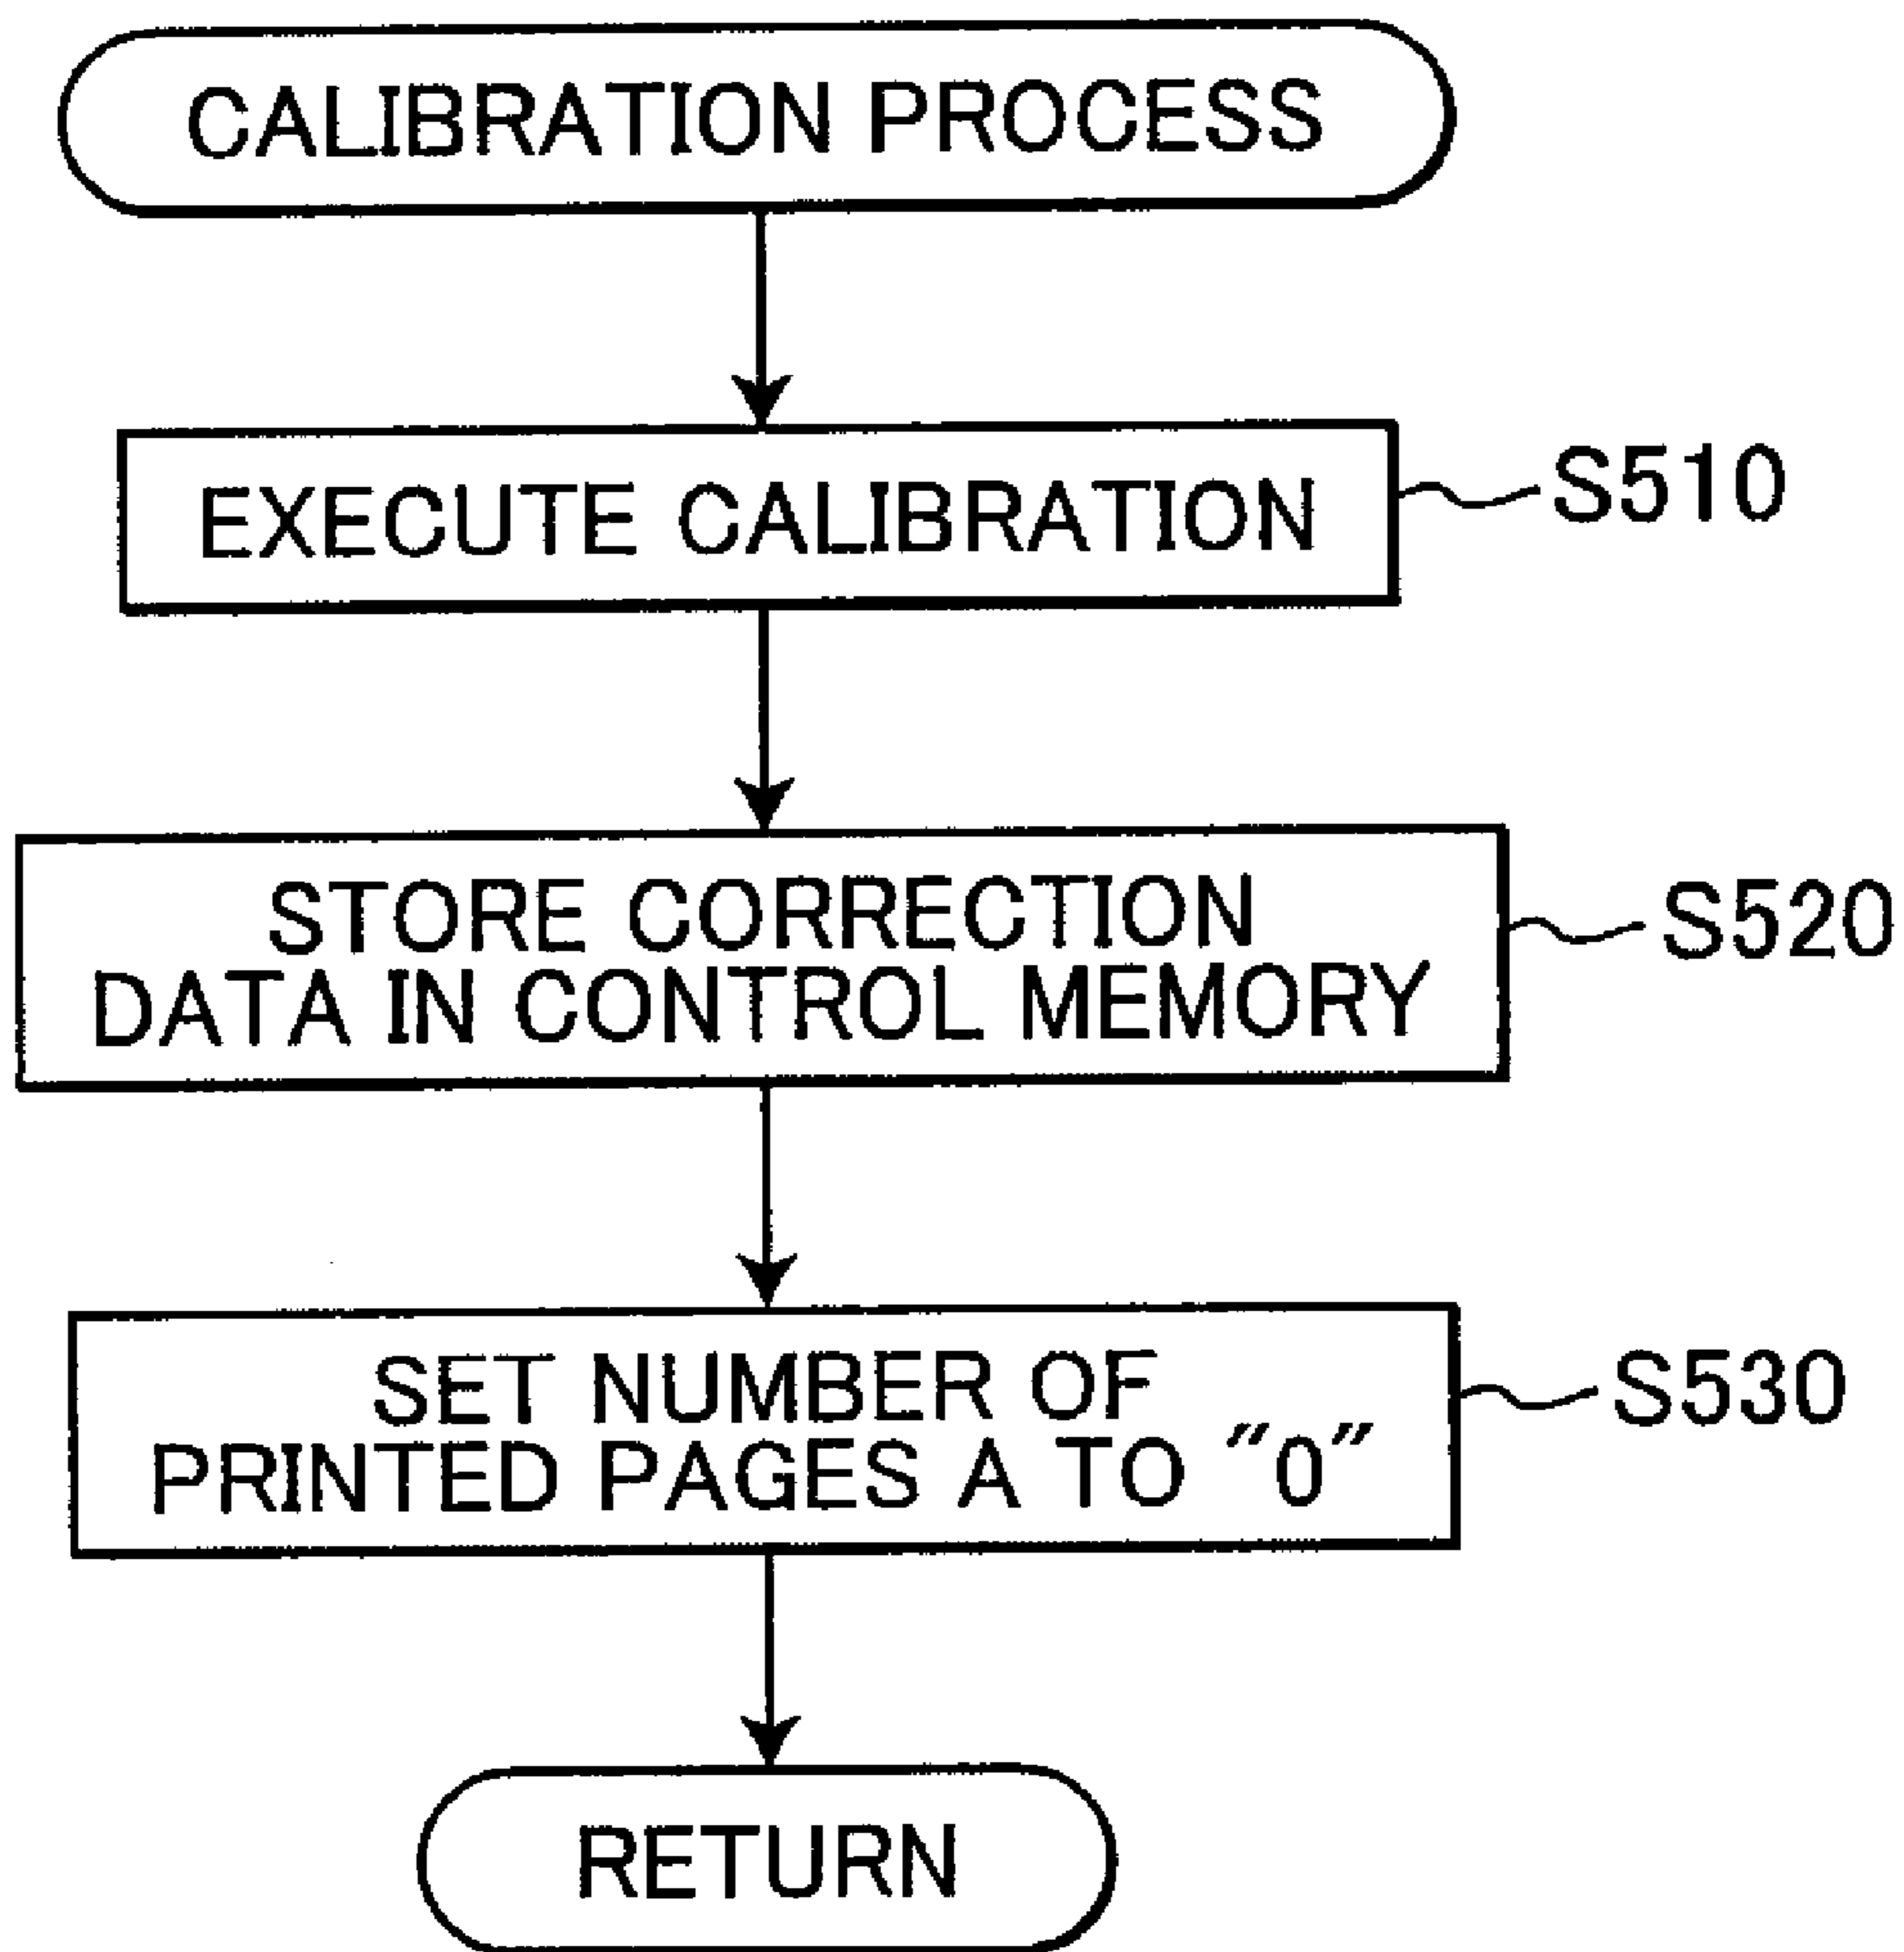 CALIBRATION PROCESS
EXECUTE CALIBRATION
S510
STORE CORRECTION
DATA IN CONTROL MEMORY
S520
SET NUMBER OF
PRINTED PAGES A TO "0"
S530
RETURN